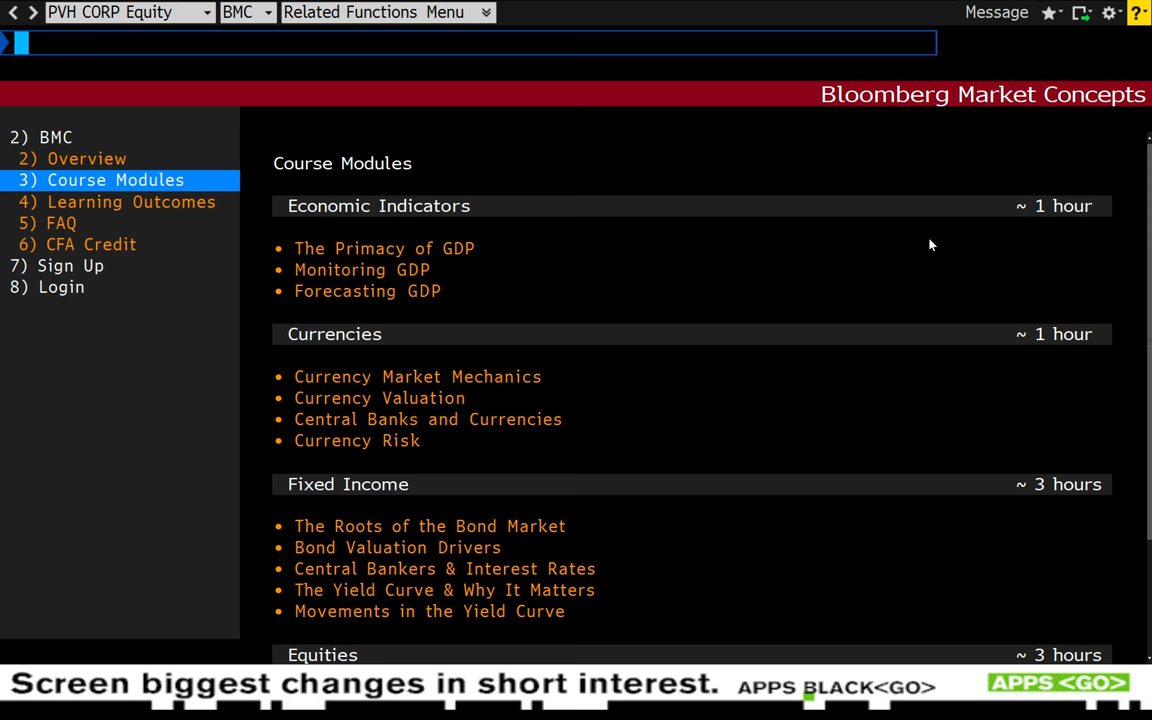 PVH CORP Equity BMC Related Functions Menu Message ?
Bloomberg Market Concepts
2) BMC
2) Overview
3) Course Modules
4) Learning Outcomes
5) FAQ
6) CFA Credit
7) Sign Up
8) Login
Course Modules
Economic Indicators ~ 1 hour
• The Primacy of GDP
• Monitoring GDP
• Forecasting GDP
Currencies ~ 1 hour
• Currency Market Mechanics
• Currency Valuation
• Central Banks and Currencies
• Currency Risk
Fixed Income ~ 3 hours
• The Roots of the Bond Market
• Bond Valuation Drivers
• Central Bankers & Interest Rates
• The Yield Curve & Why It Matters
• Movements in the Yield Curve
Equities ~ 3 hours
Screen biggest changes in short interest. APPS BLACK<GO> APPS <GO>